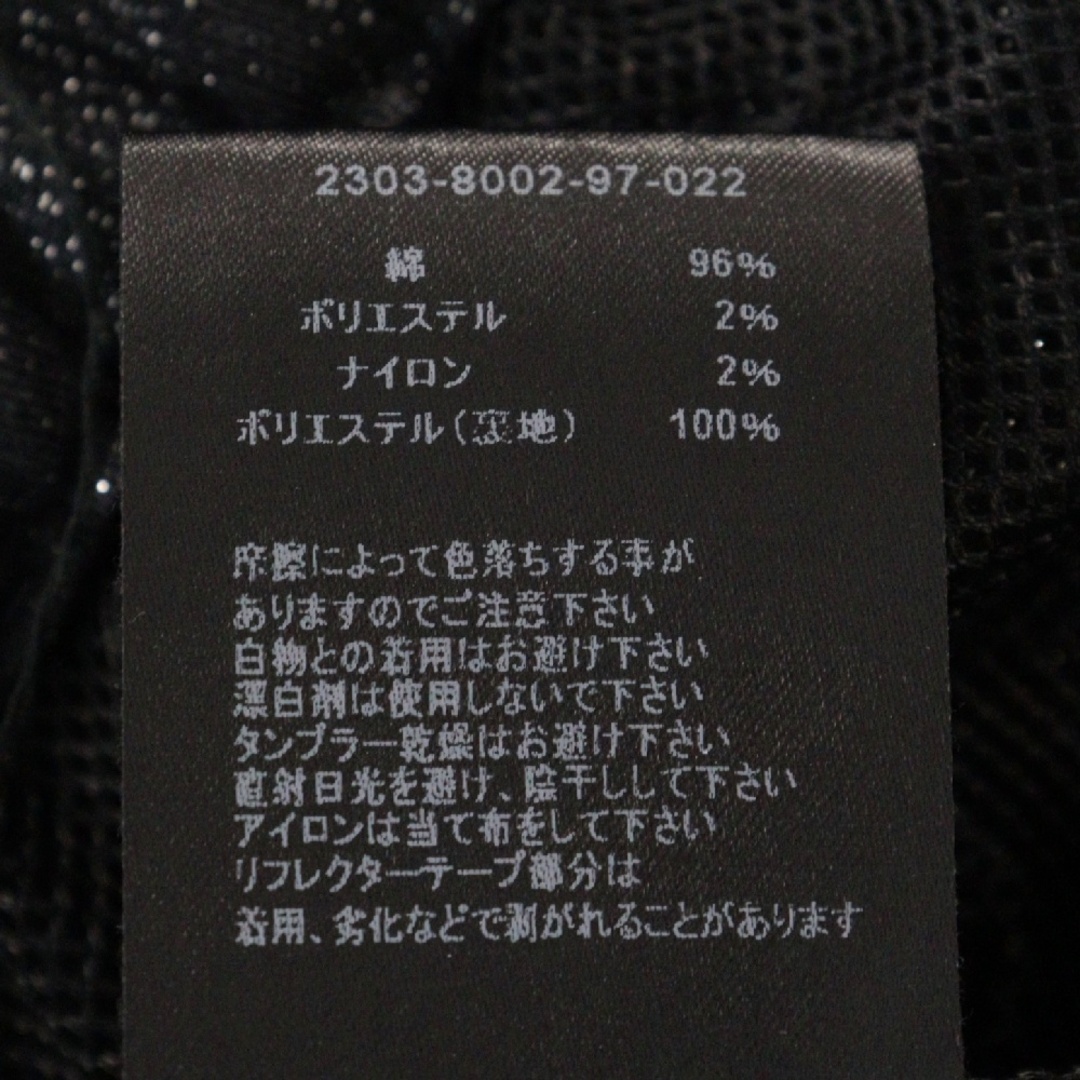 2303-8002-97-022
綿 96%
ポリエステル 2%
ナイロン 2%
ポリエステル(裏地) 100%
摩擦によって色落ちする事が
ありますのでご注意下さい
白物との着用はお避け下さい
漂白剤は使用しないで下さい
タンブラー乾燥はお避け下さい
直射日光を避け、陰干しして下さい
アイロンは当て布をして下さい
リフレクターテープ部分は
着用、劣化などで剥がれることがあります